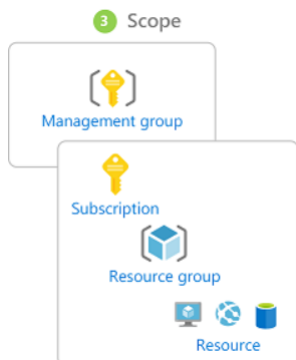 3 Scope
Management group
Subscription
Resource group
Resource